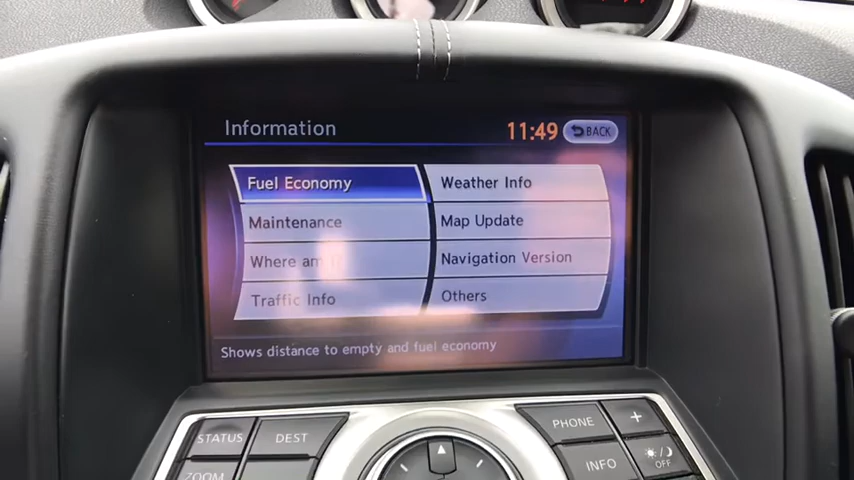 Information
11:49
BACK
Fuel Economy
Weather Info
Maintenance
Map Update
Where am
Navigation Version
Traffic Info
Others
Shows distance to empty and fuel economy
STATUS
DEST
PHONE
+
ZOOM
INFO
OFF